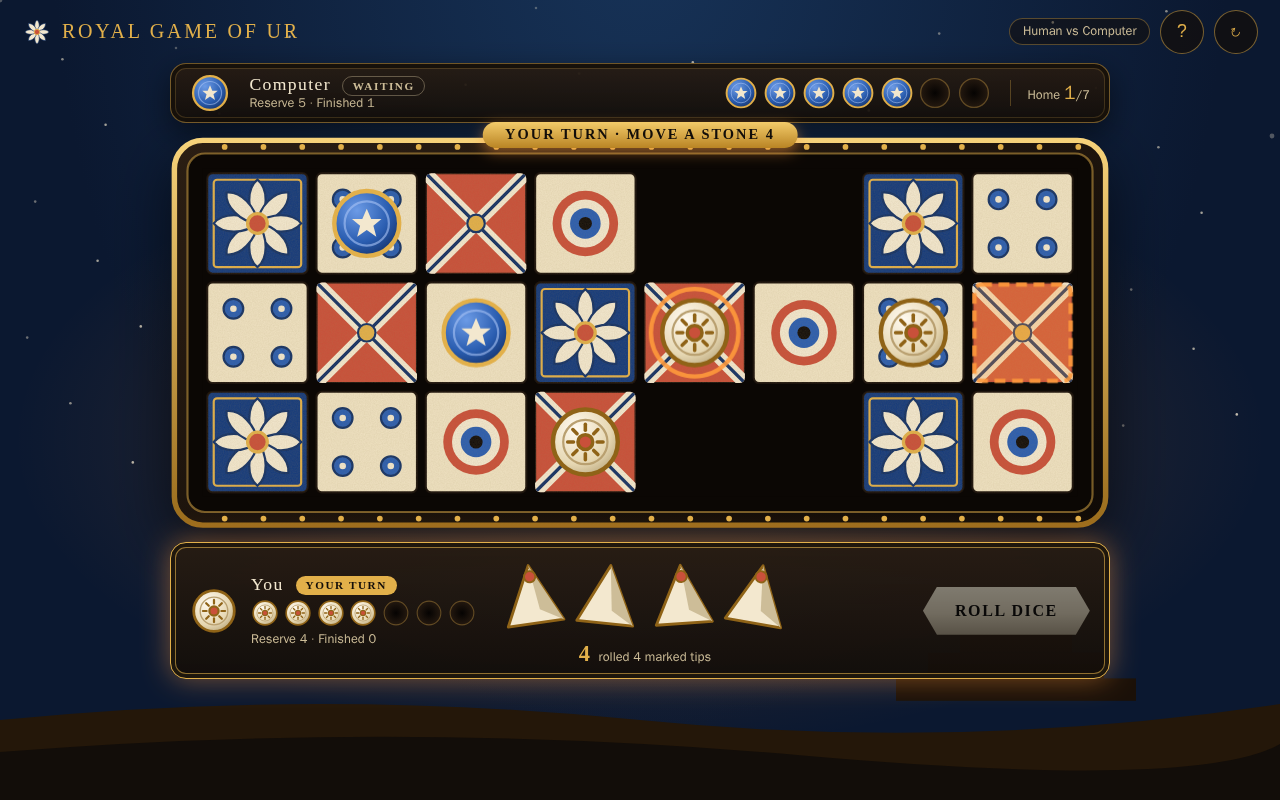 ROYAL GAME OF UR
Human vs Computer
?
Computer WAITING
Reserve 5 · Finished 1
Home 1/7
YOUR TURN · MOVE A STONE 4
You YOUR TURN
Reserve 4 · Finished 0
4 rolled 4 marked tips
ROLL DICE